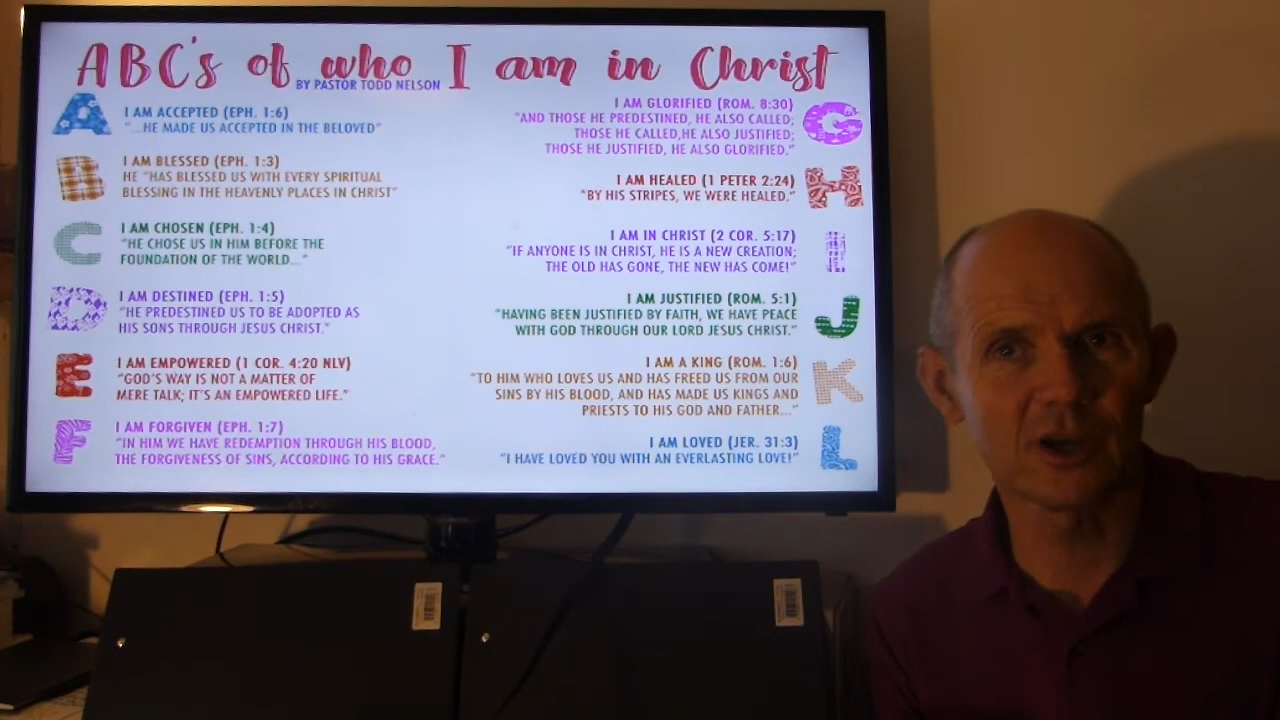 ABC's of who I am in Christ
BY PASTOR TODD NELSON
A
I AM ACCEPTED (EPH. 1:6)
"...HE MADE US ACCEPTED IN THE BELOVED"
B
I AM BLESSED (EPH. 1:3)
HE "HAS BLESSED US WITH EVERY SPIRITUAL
BLESSING IN THE HEAVENLY PLACES IN CHRIST"
C
I AM CHOSEN (EPH. 1:4)
"HE CHOSE US IN HIM BEFORE THE
FOUNDATION OF THE WORLD..."
D
I AM DESTINED (EPH. 1:5)
"HE PREDESTINED US TO BE ADOPTED AS
HIS SONS THROUGH JESUS CHRIST."
E
I AM EMPOWERED (1 COR. 4:20 NLV)
"GOD'S WAY IS NOT A MATTER OF
MERE TALK; IT'S AN EMPOWERED LIFE."
F
I AM FORGIVEN (EPH. 1:7)
"IN HIM WE HAVE REDEMPTION THROUGH HIS BLOOD,
THE FORGIVENESS OF SINS, ACCORDING TO HIS GRACE."
G
I AM GLORIFIED (ROM. 8:30)
"AND THOSE HE PREDESTINED, HE ALSO CALLED;
THOSE HE CALLED,HE ALSO JUSTIFIED;
THOSE HE JUSTIFIED, HE ALSO GLORIFIED."
H
I AM HEALED (1 PETER 2:24)
"BY HIS STRIPES, WE WERE HEALED."
I
I AM IN CHRIST (2 COR. 5:17)
"IF ANYONE IS IN CHRIST, HE IS A NEW CREATION;
THE OLD HAS GONE, THE NEW HAS COME!"
J
I AM JUSTIFIED (ROM. 5:1)
"HAVING BEEN JUSTIFIED BY FAITH, WE HAVE PEACE
WITH GOD THROUGH OUR LORD JESUS CHRIST."
K
I AM A KING (ROM. 1:6)
"TO HIM WHO LOVES US AND HAS FREED US FROM OUR
SINS BY HIS BLOOD, AND HAS MADE US KINGS AND
PRIESTS TO HIS GOD AND FATHER..."
L
I AM LOVED (JER. 31:3)
"I HAVE LOVED YOU WITH AN EVERLASTING LOVE!"